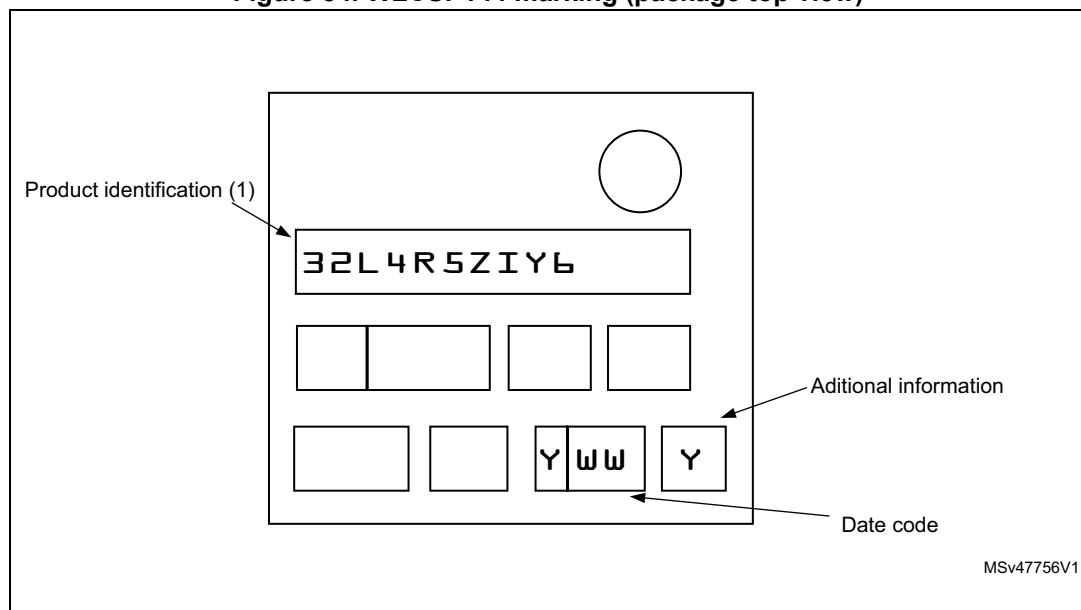 Product identification (1)
32L4R5ZIY6
Aditional information
Y WW Y
Date code
MSv47756V1